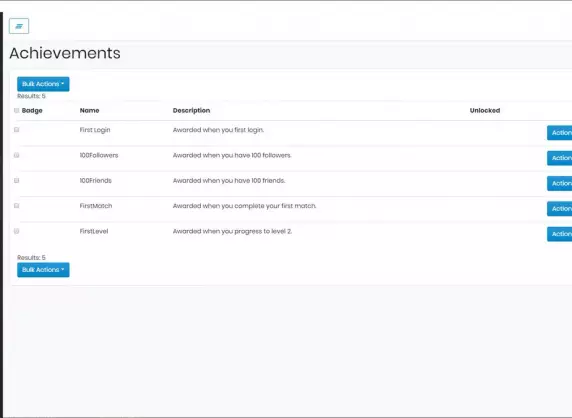 Achievements
Bulk Actions
Results: 5
Badge Name Description Unlocked
First Login Awarded when you first login. Action
100Followers Awarded when you have 100 followers. Action
100Friends Awarded when you have 100 friends. Action
FirstMatch Awarded when you complete your first match. Action
FirstLevel Awarded when you progress to level 2. Action
Results: 5
Bulk Actions